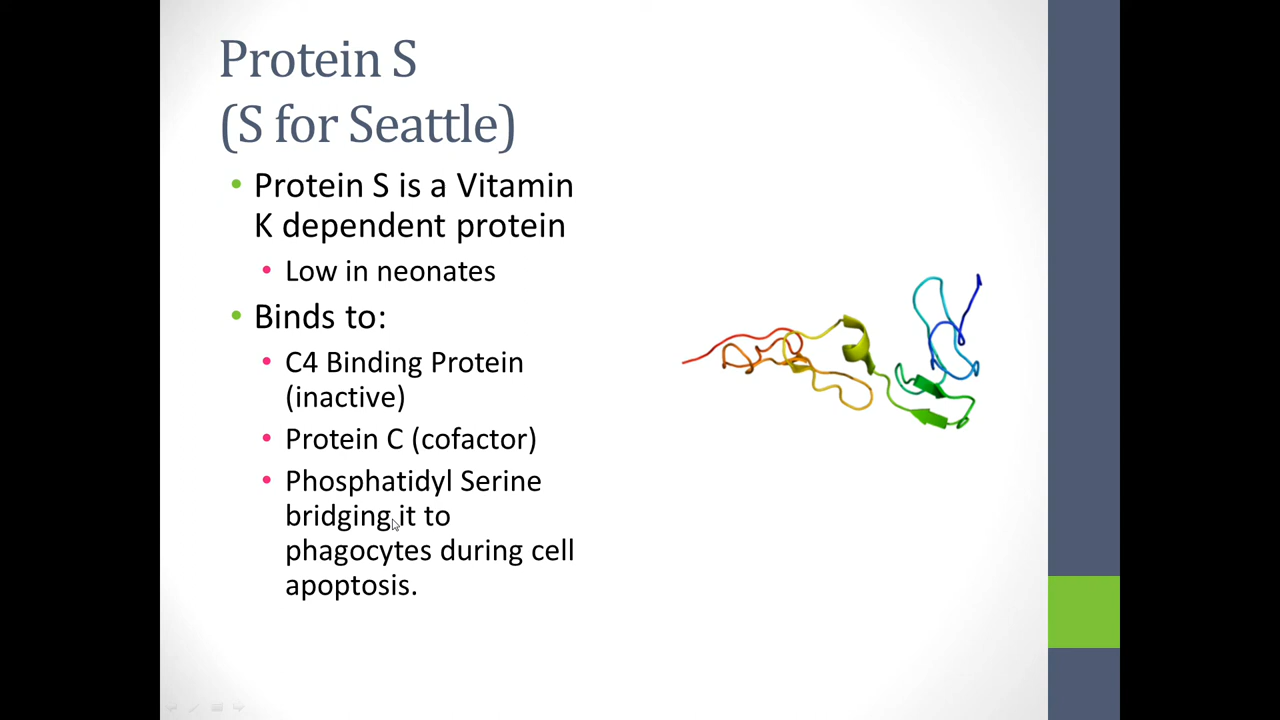 Protein S
(S for Seattle)
• Protein S is a Vitamin
K dependent protein
• Low in neonates
• Binds to:
• C4 Binding Protein
(inactive)
• Protein C (cofactor)
• Phosphatidyl Serine
bridging it to
phagocytes during cell
apoptosis.